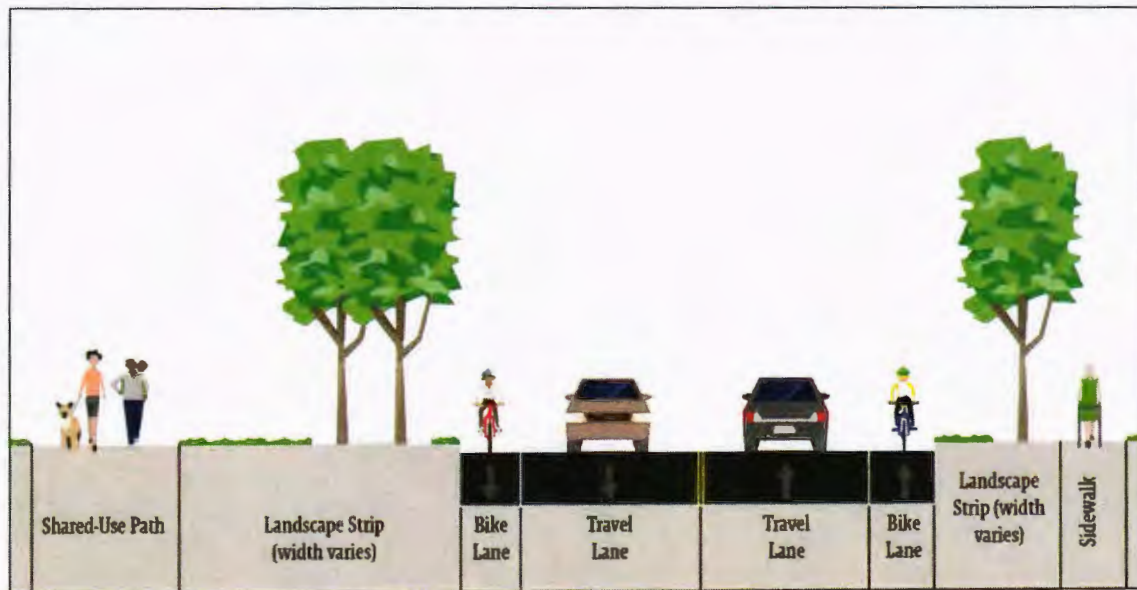 Shared-Use Path
Landscape Strip
(width varies)
Bike
Lane
Travel
Lane
Travel
Lane
Bike
Lane
Landscape
Strip (width
varies)
Sidewalk